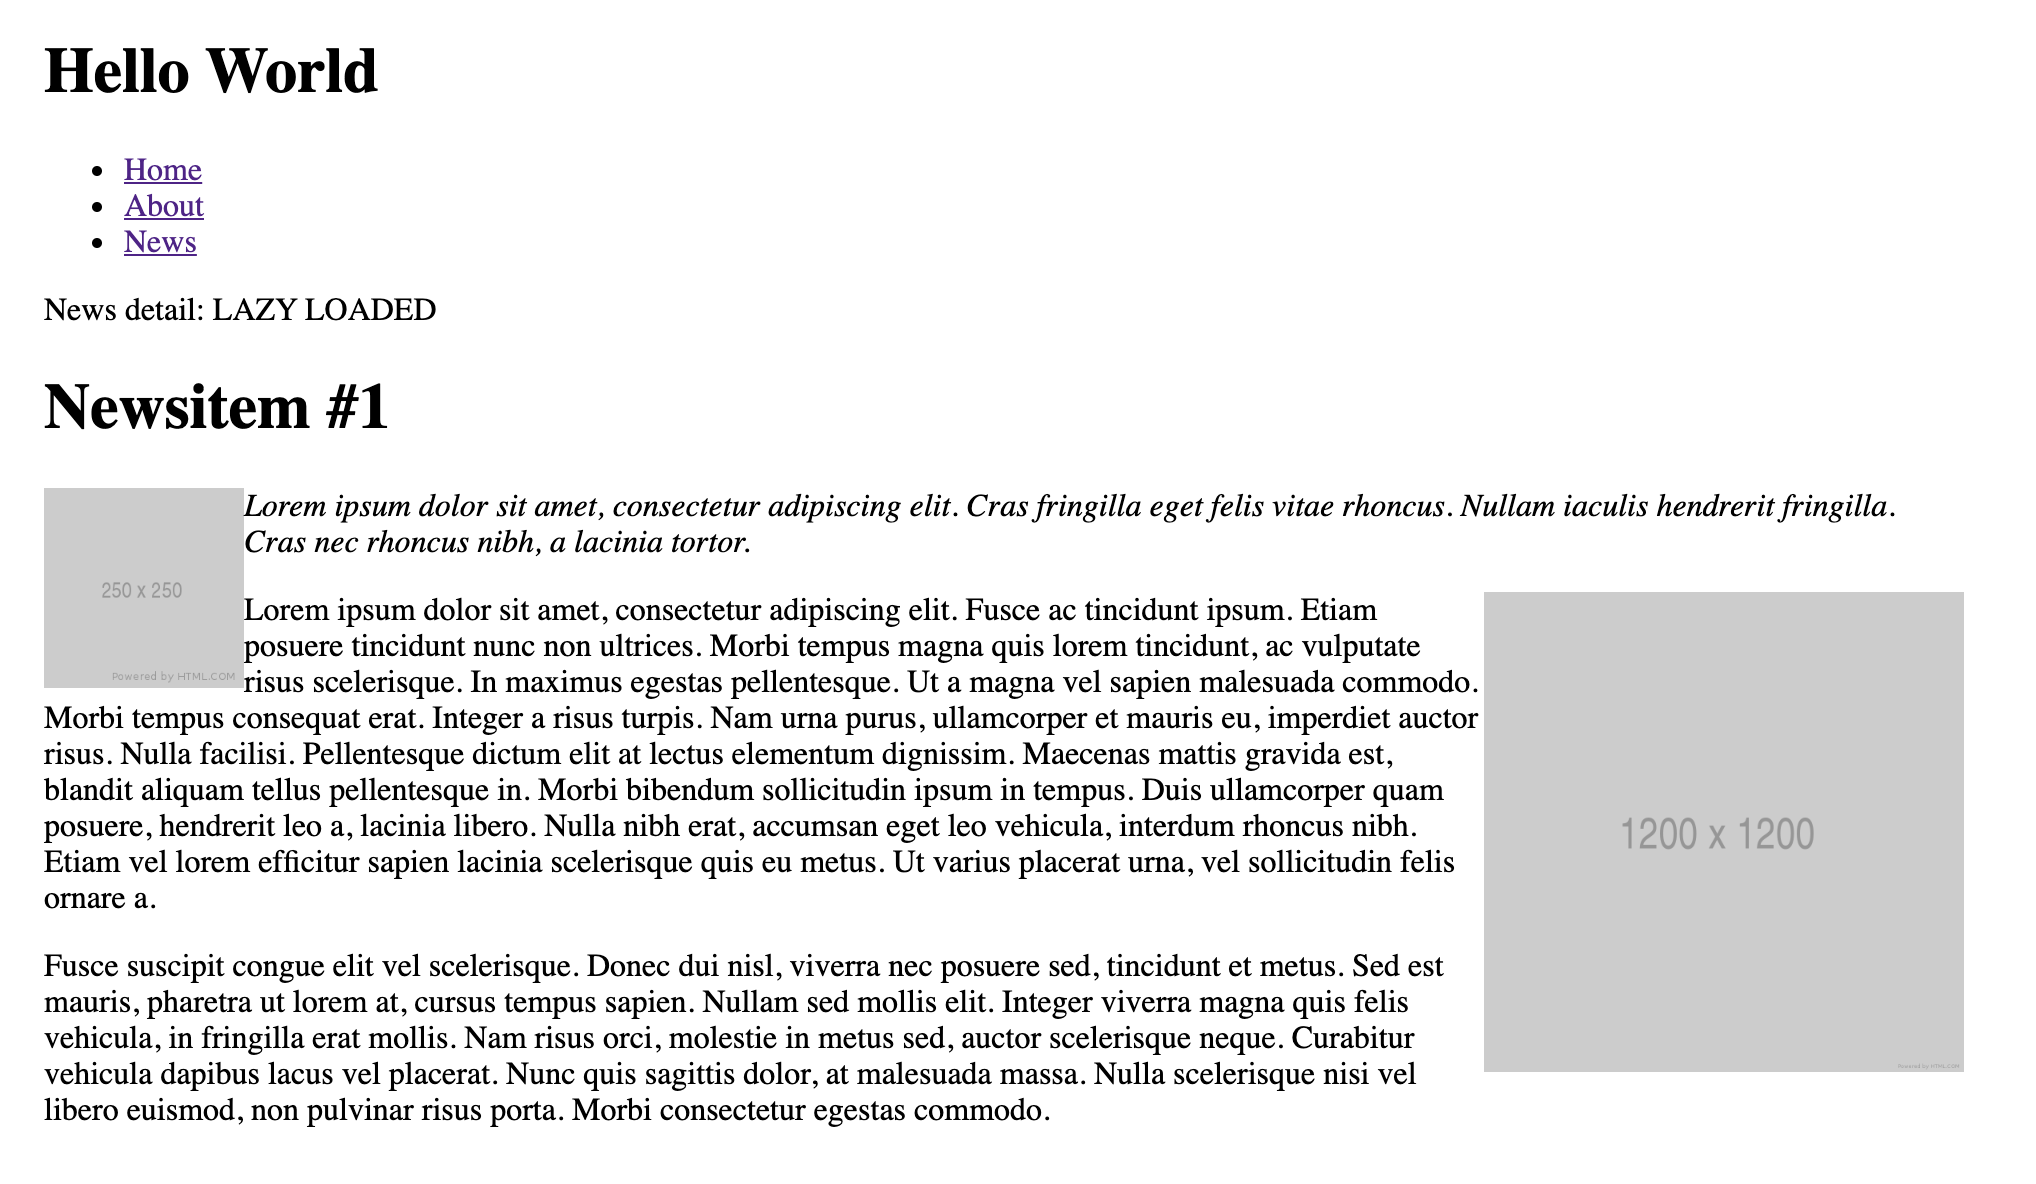 Hello World
Home
About
News
News detail: LAZY LOADED
Newsitem #1
250 x 250
Powered by HTML.COM
Lorem ipsum dolor sit amet, consectetur adipiscing elit. Cras fringilla eget felis vitae rhoncus. Nullam iaculis hendrerit fringilla.
Cras nec rhoncus nibh, a lacinia tortor.
Lorem ipsum dolor sit amet, consectetur adipiscing elit. Fusce ac tincidunt ipsum. Etiam
posuere tincidunt nunc non ultrices. Morbi tempus magna quis lorem tincidunt, ac vulputate
risus scelerisque. In maximus egestas pellentesque. Ut a magna vel sapien malesuada commodo.
Morbi tempus consequat erat. Integer a risus turpis. Nam urna purus, ullamcorper et mauris eu, imperdiet auctor
risus. Nulla facilisi. Pellentesque dictum elit at lectus elementum dignissim. Maecenas mattis gravida est,
blandit aliquam tellus pellentesque in. Morbi bibendum sollicitudin ipsum in tempus. Duis ullamcorper quam
posuere, hendrerit leo a, lacinia libero. Nulla nibh erat, accumsan eget leo vehicula, interdum rhoncus nibh.
Etiam vel lorem efficitur sapien lacinia scelerisque quis eu metus. Ut varius placerat urna, vel sollicitudin felis
ornare a.
Fusce suscipit congue elit vel scelerisque. Donec dui nisl, viverra nec posuere sed, tincidunt et metus. Sed est
mauris, pharetra ut lorem at, cursus tempus sapien. Nullam sed mollis elit. Integer viverra magna quis felis
vehicula, in fringilla erat mollis. Nam risus orci, molestie in metus sed, auctor scelerisque neque. Curabitur
vehicula dapibus lacus vel placerat. Nunc quis sagittis dolor, at malesuada massa. Nulla scelerisque nisi vel
libero euismod, non pulvinar risus porta. Morbi consectetur egestas commodo.
1200 x 1200
Powered by HTML.COM